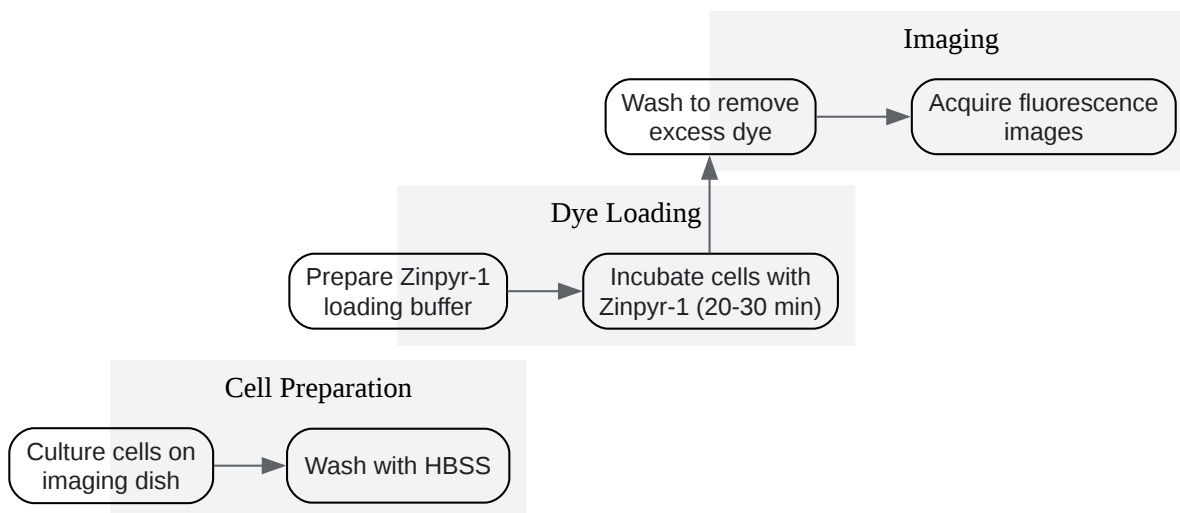 Imaging
Wash to remove
excess dye
Acquire fluorescence
images
Dye Loading
Prepare Zinpyr-1
loading buffer
Incubate cells with
Zinpyr-1 (20-30 min)
Cell Preparation
Culture cells on
imaging dish
Wash with HBSS